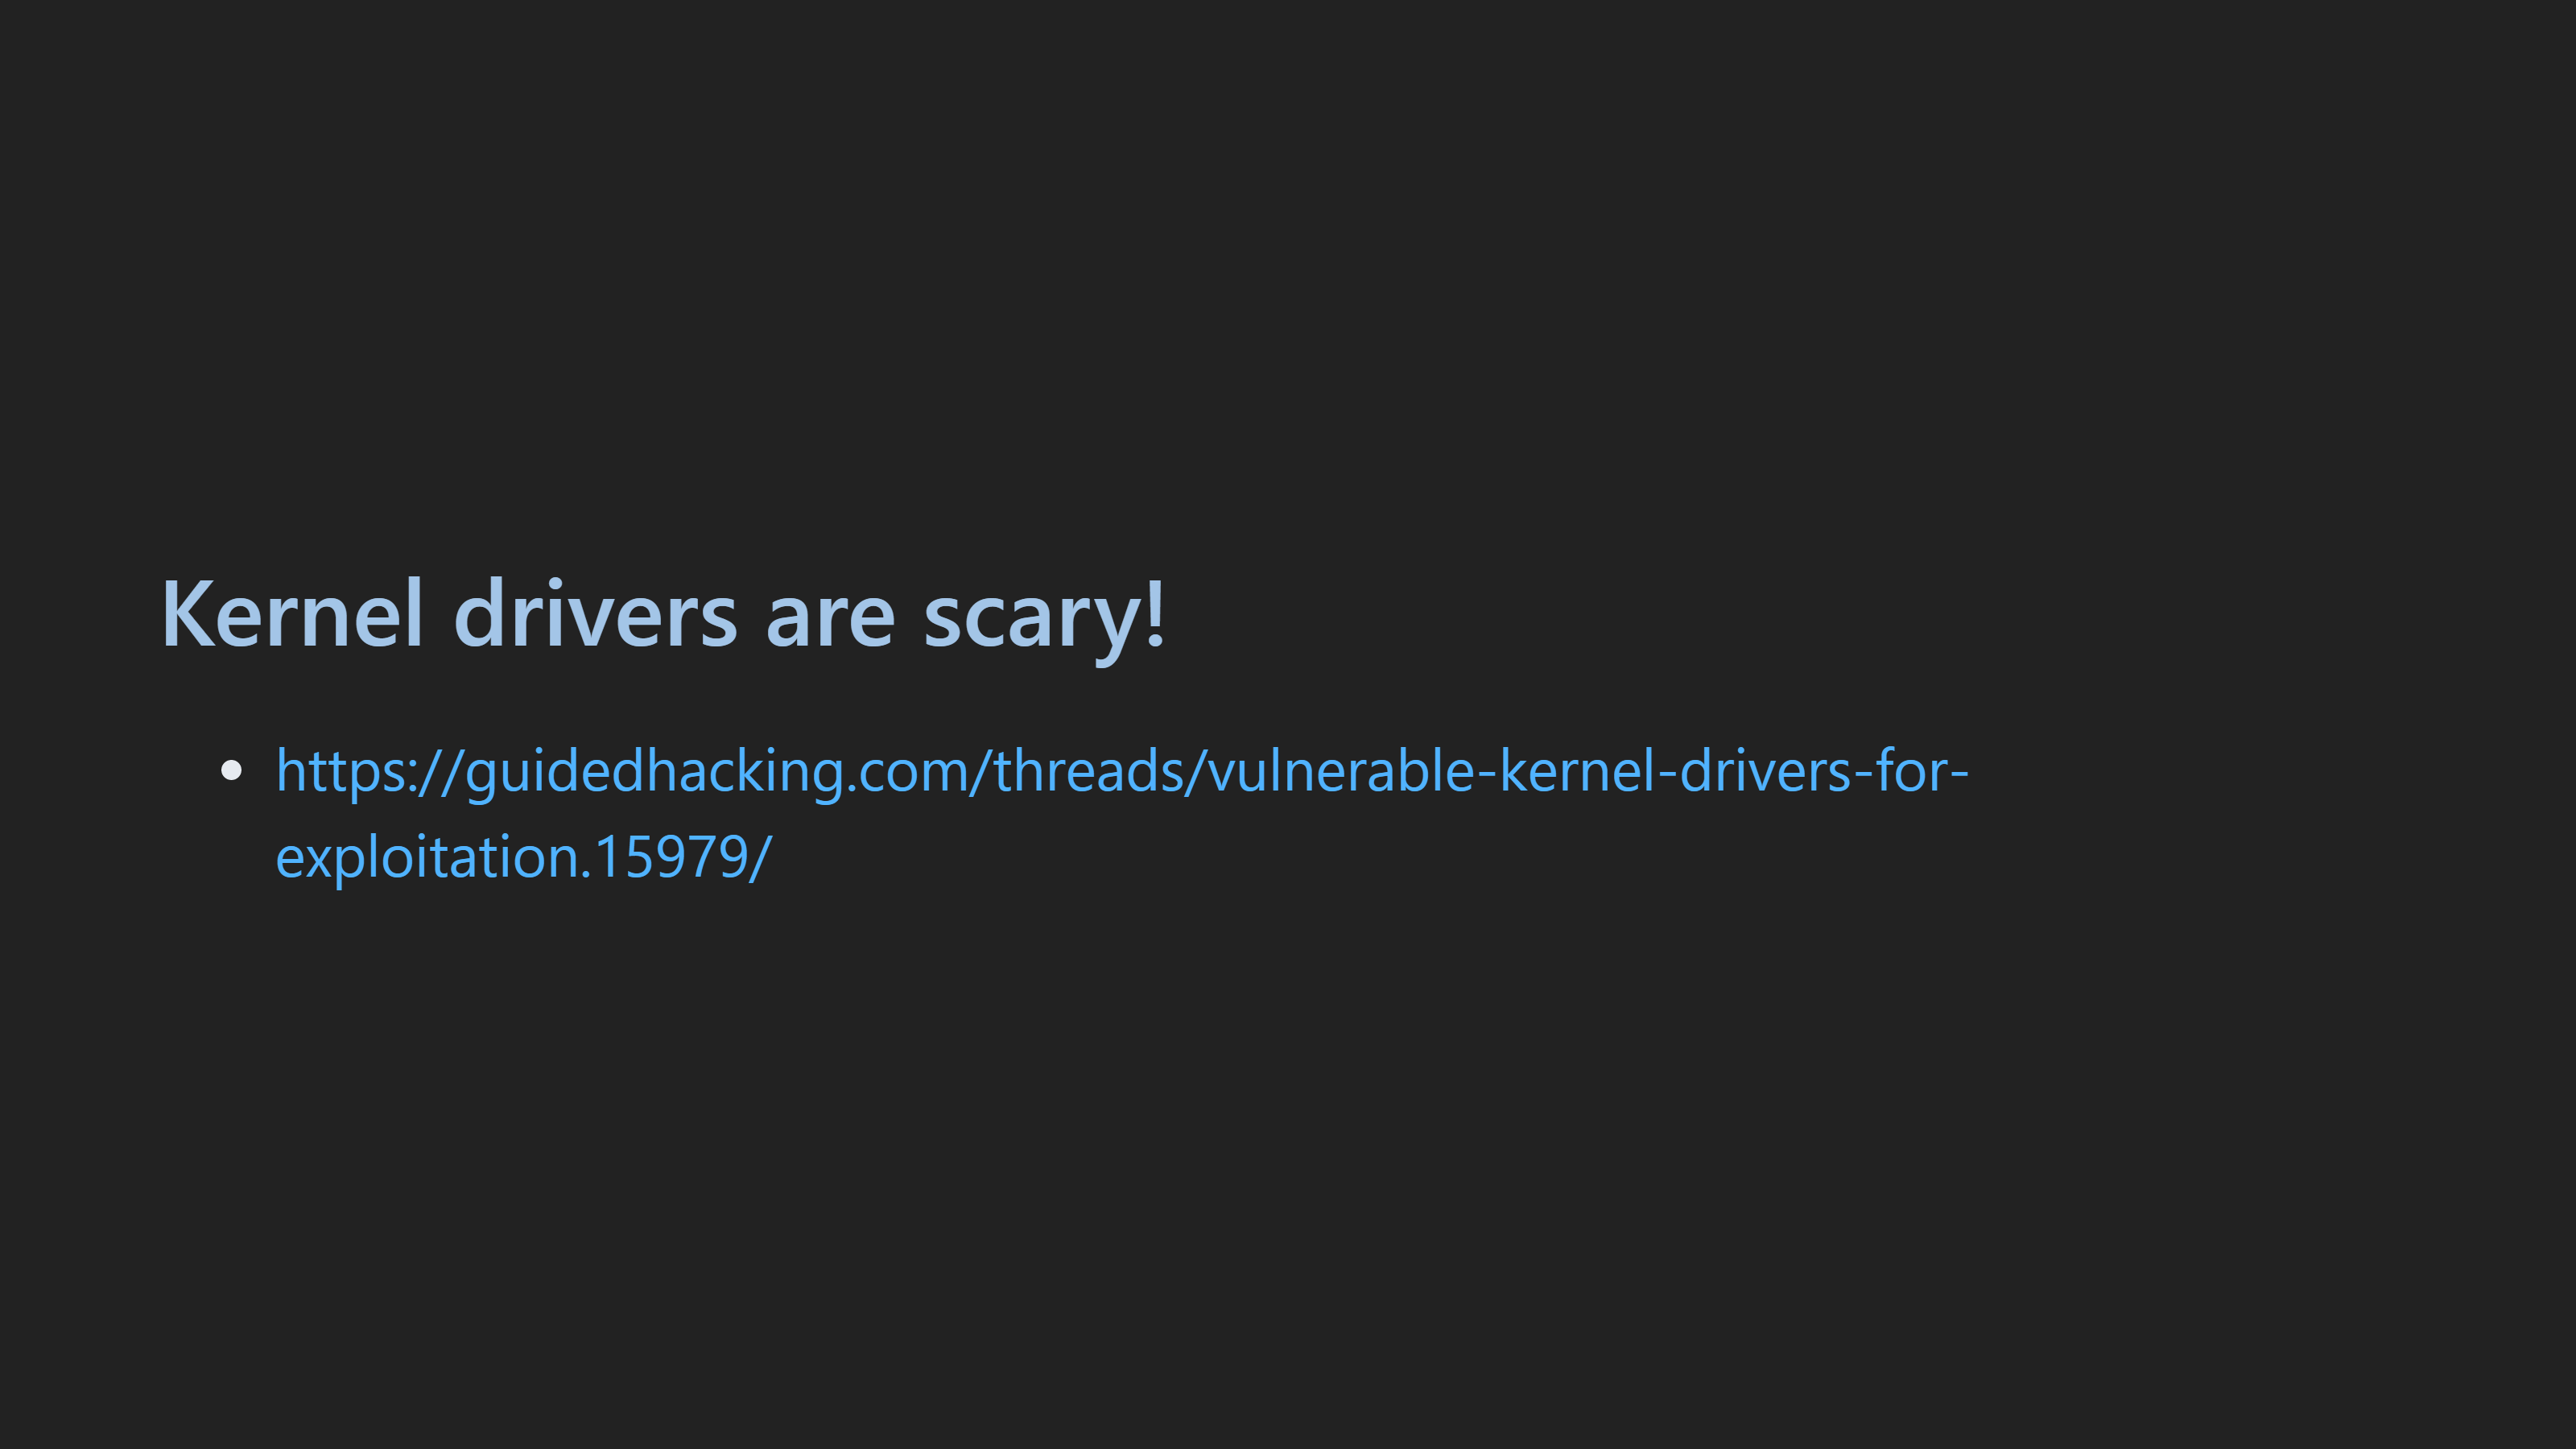 Kernel drivers are scary!
• https://guidedhacking.com/threads/vulnerable-kernel-drivers-for-
exploitation.15979/